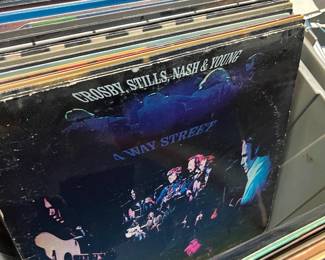 CROSBY, STILLS, NASH & YOUNG
4 WAY STREET